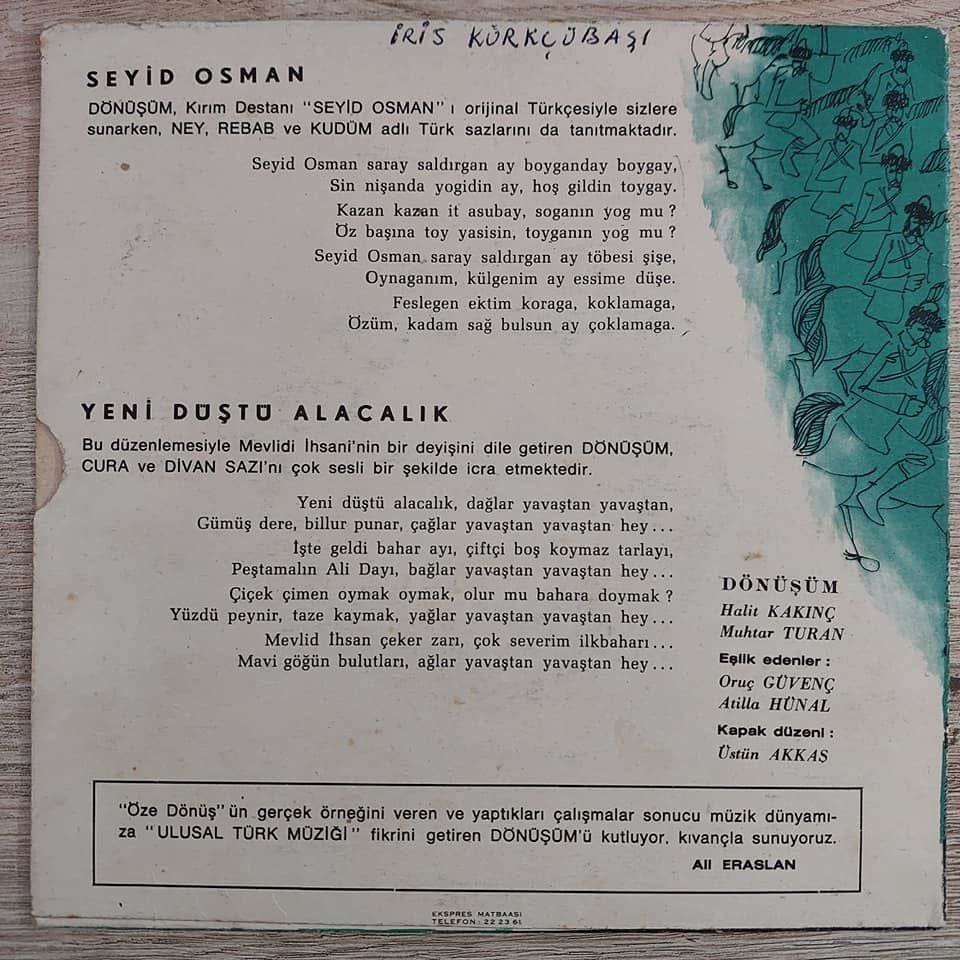 İRİS KÜRKÇÜBAŞI
SEYİD OSMAN
DÖNÜŞÜM, Kırım Destanı "SEYİD OSMAN" ı orijinal Türkçesiyle sizlere
sunarken, NEY, REBAB ve KUDÜM adlı Türk sazlarını da tanıtmaktadır.
Seyid Osman saray saldırgan ay boyganday boygay,
Sin nişanda yogidin ay, hoş gildin toygay.
Kazan kazan it asubay, soganın yog mu ?
Öz başına toy yasisin, toyganın yog mu ?
Seyid Osman saray saldırgan ay töbesi şişe,
Oynaganım, külgenim ay essime düşe.
Feslegen ektim koraga, koklamaga,
Özüm, kadam sağ bulsun ay çoklamaga.
YENİ DÜŞTÜ ALACALIK
Bu düzenlemesiyle Mevlidi İhsani'nin bir deyişini dile getiren DÖNÜŞÜM,
CURA ve DİVAN SAZI'nı çok sesli bir şekilde icra etmektedir.
Yeni düştü alacalık, dağlar yavaştan yavaştan,
Gümüş dere, billur punar, çağlar yavaştan yavaştan hey...
İşte geldi bahar ayı, çiftçi boş koymaz tarlayı,
Peştamalın Ali Dayı, bağlar yavaştan yavaştan hey...
Çiçek çimen oymak oymak, olur mu bahara doymak ?
Yüzdü peynir, taze kaymak, yağlar yavaştan yavaştan hey...
Mevlid İhsan çeker zarı, çok severim ilkbaharı...
Mavi göğün bulutları, ağlar yavaştan yavaştan hey...
DÖNÜŞÜM
Halit KAKINÇ
Muhtar TURAN
Eşlik edenler :
Oruç GÜVENÇ
Atilla HÜNAL
Kapak düzeni :
Üstün AKKAŞ
"Öze Dönüş" ün gerçek örneğini veren ve yaptıkları çalışmalar sonucu müzik dünyamı-
za "ULUSAL TÜRK MÜZİĞİ" fikrini getiren DÖNÜŞÜM'ü kutluyor, kıvançla sunuyoruz.
Ali ERASLAN
EKSPRES MATBAASI
TELEFON: 22 23 61